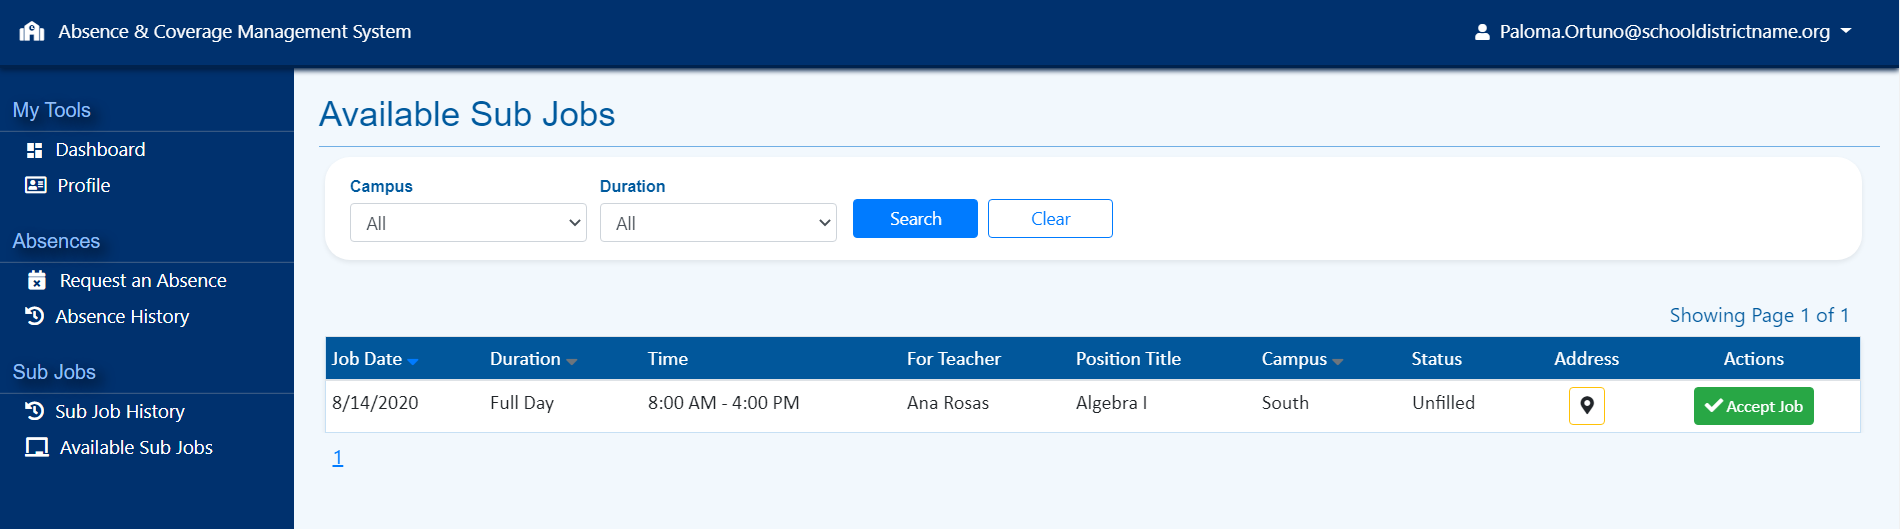 Absence & Coverage Management System
Paloma.Ortuno@schooldistrictname.org
My Tools
Dashboard
Profile
Absences
Request an Absence
Absence History
Sub Jobs
Sub Job History
Available Sub Jobs
Available Sub Jobs
Campus Duration
All All Search Clear
Showing Page 1 of 1
Job Date Duration Time For Teacher Position Title Campus Status Address Actions
8/14/2020 Full Day 8:00 AM - 4:00 PM Ana Rosas Algebra I South Unfilled Accept Job
1